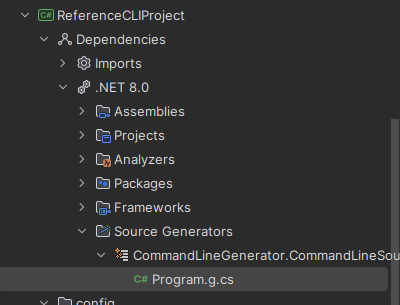 C# ReferenceCLIProject
Dependencies
Imports
.NET 8.0
Assemblies
Projects
Analyzers
Packages
Frameworks
Source Generators
CommandLineGenerator.CommandLineSou
C# Program.g.cs
config